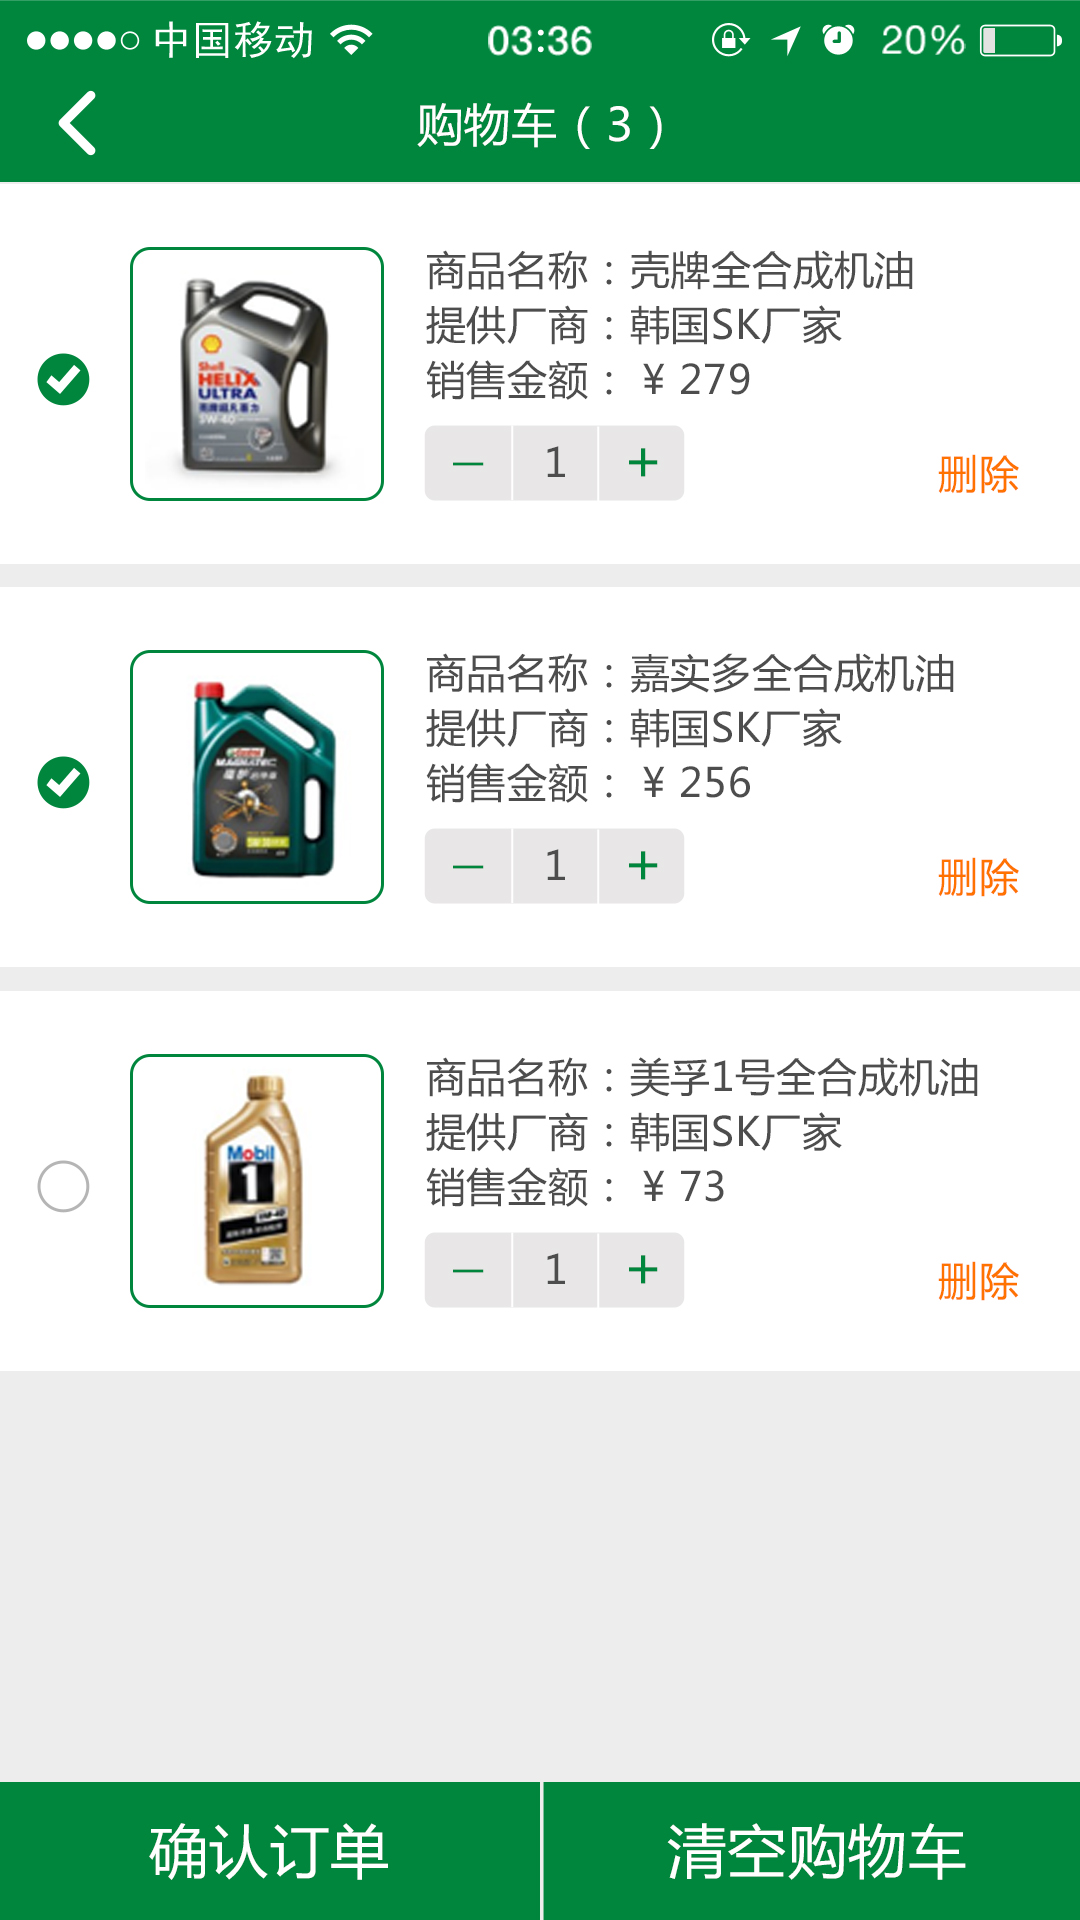 中国移动 03:36 20%
购物车（3）
商品名称：壳牌全合成机油
提供厂商：韩国SK厂家
销售金额：￥279
Shell
HELIX
ULTRA
5W-40
1
删除
商品名称：嘉实多全合成机油
提供厂商：韩国SK厂家
销售金额：￥256
Castrol
MAGNATEC
1
删除
商品名称：美孚1号全合成机油
提供厂商：韩国SK厂家
销售金额：￥73
Mobil
1
1
删除
确认订单 清空购物车